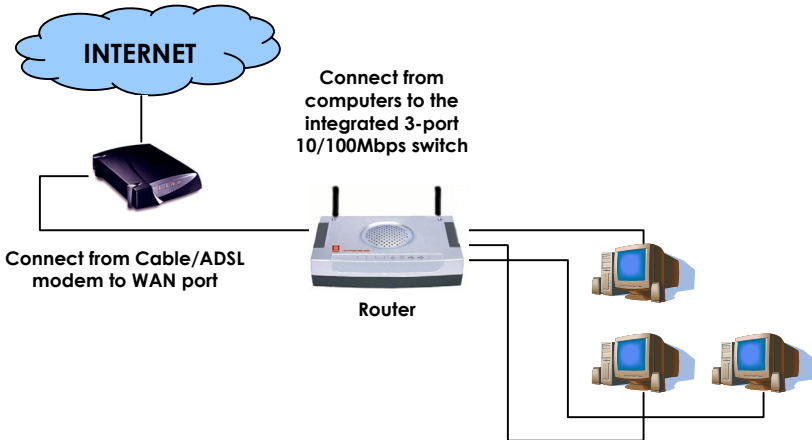 INTERNET
Connect from
computers to the
integrated 3-port
10/100Mbps switch
Connect from Cable/ADSL
modem to WAN port
Router